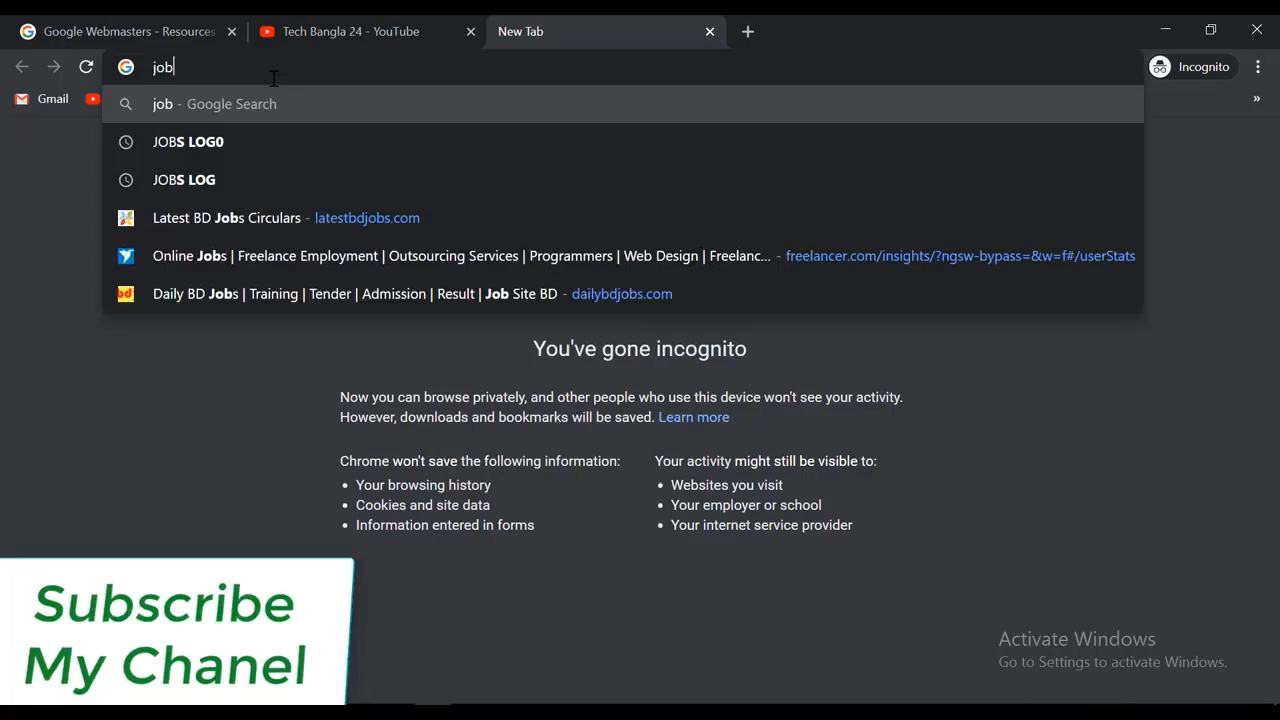 Google Webmasters - Resources
Tech Bangla 24 - YouTube
New Tab
job
Incognito
Gmail
»
job - Google Search
JOBS LOG0
JOBS LOG
Latest BD Jobs Circulars - latestbdjobs.com
Online Jobs | Freelance Employment | Outsourcing Services | Programmers | Web Design | Freelanc... - freelancer.com/insights/?ngsw-bypass=&w=f#/userStats
bd
Daily BD Jobs | Training | Tender | Admission | Result | Job Site BD - dailybdjobs.com
You've gone incognito
Now you can browse privately, and other people who use this device won't see your activity.
However, downloads and bookmarks will be saved. Learn more
Chrome won't save the following information:
• Your browsing history
• Cookies and site data
• Information entered in forms
Your activity might still be visible to:
• Websites you visit
• Your employer or school
• Your internet service provider
Subscribe
My Chanel
Activate Windows
Go to Settings to activate Windows.